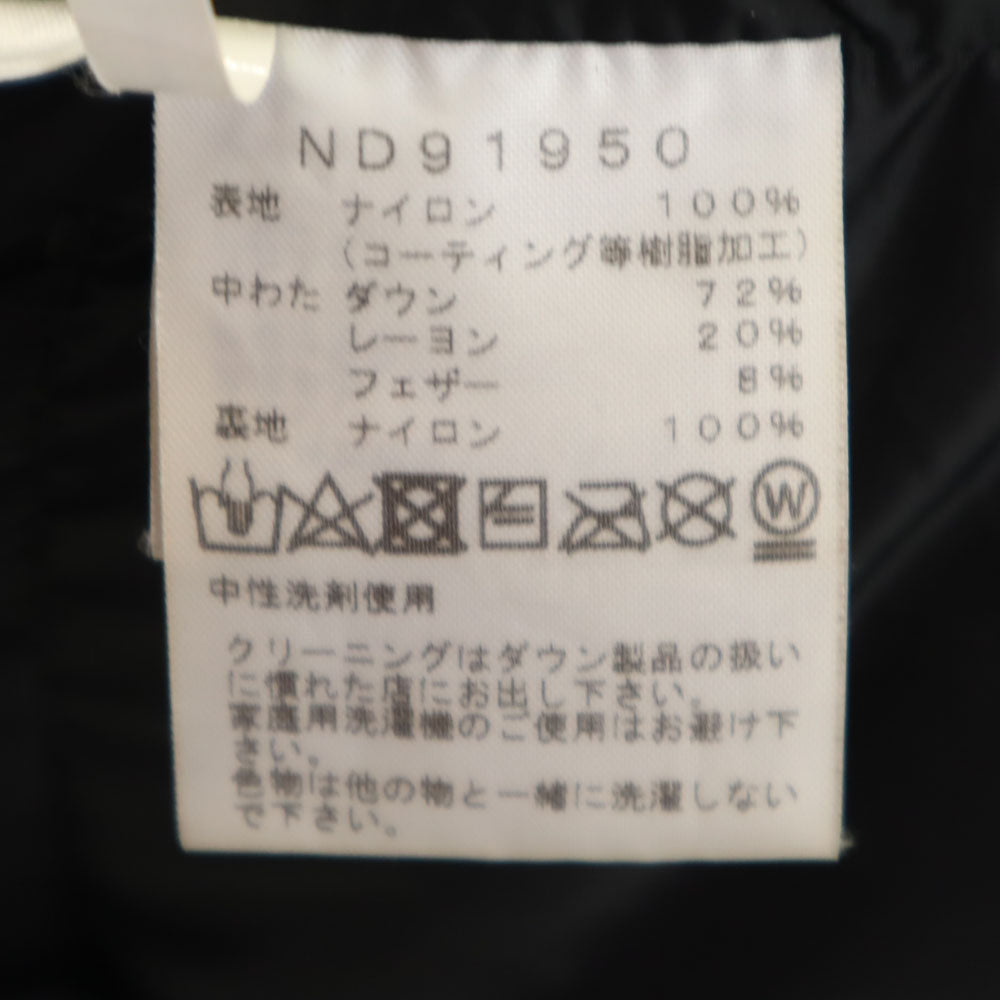 ND91950
表地 ナイロン 100%
(コーティング等樹脂加工)
中わた ダウン 72%
レーヨン 20%
フェザー 8%
裏地 ナイロン 100%
W
中性洗剤使用
クリーニングはダウン製品の扱い
に慣れた店にお出し下さい。
家庭用洗濯機のご使用はお避け下
さい。
色物は他の物と一緒に洗濯しない
で下さい。